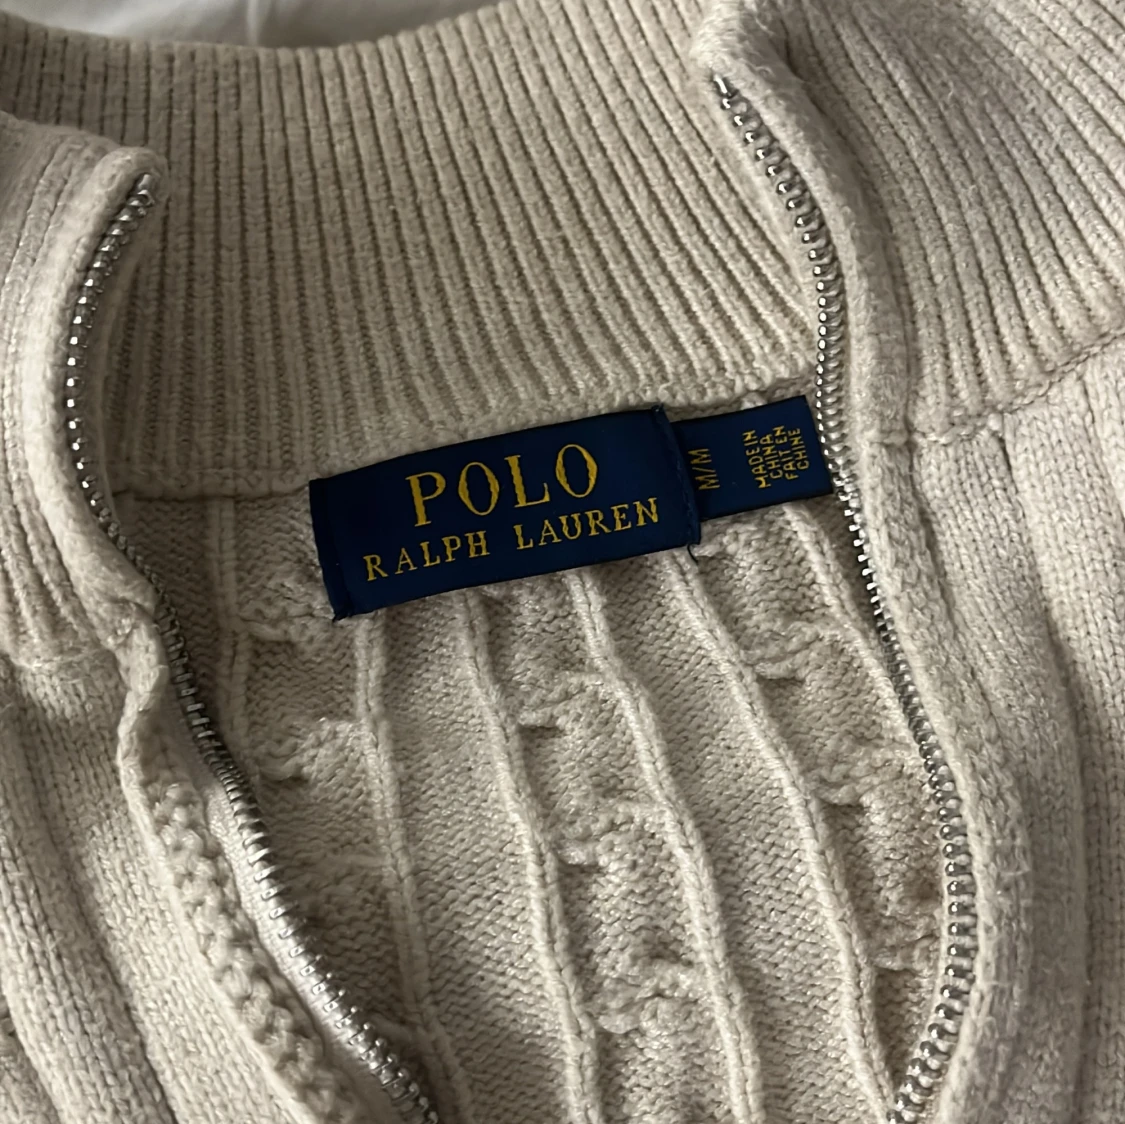 POLO
RALPH LAUREN
M/M
MADE IN
CHINA
FAIT EN
CHINE